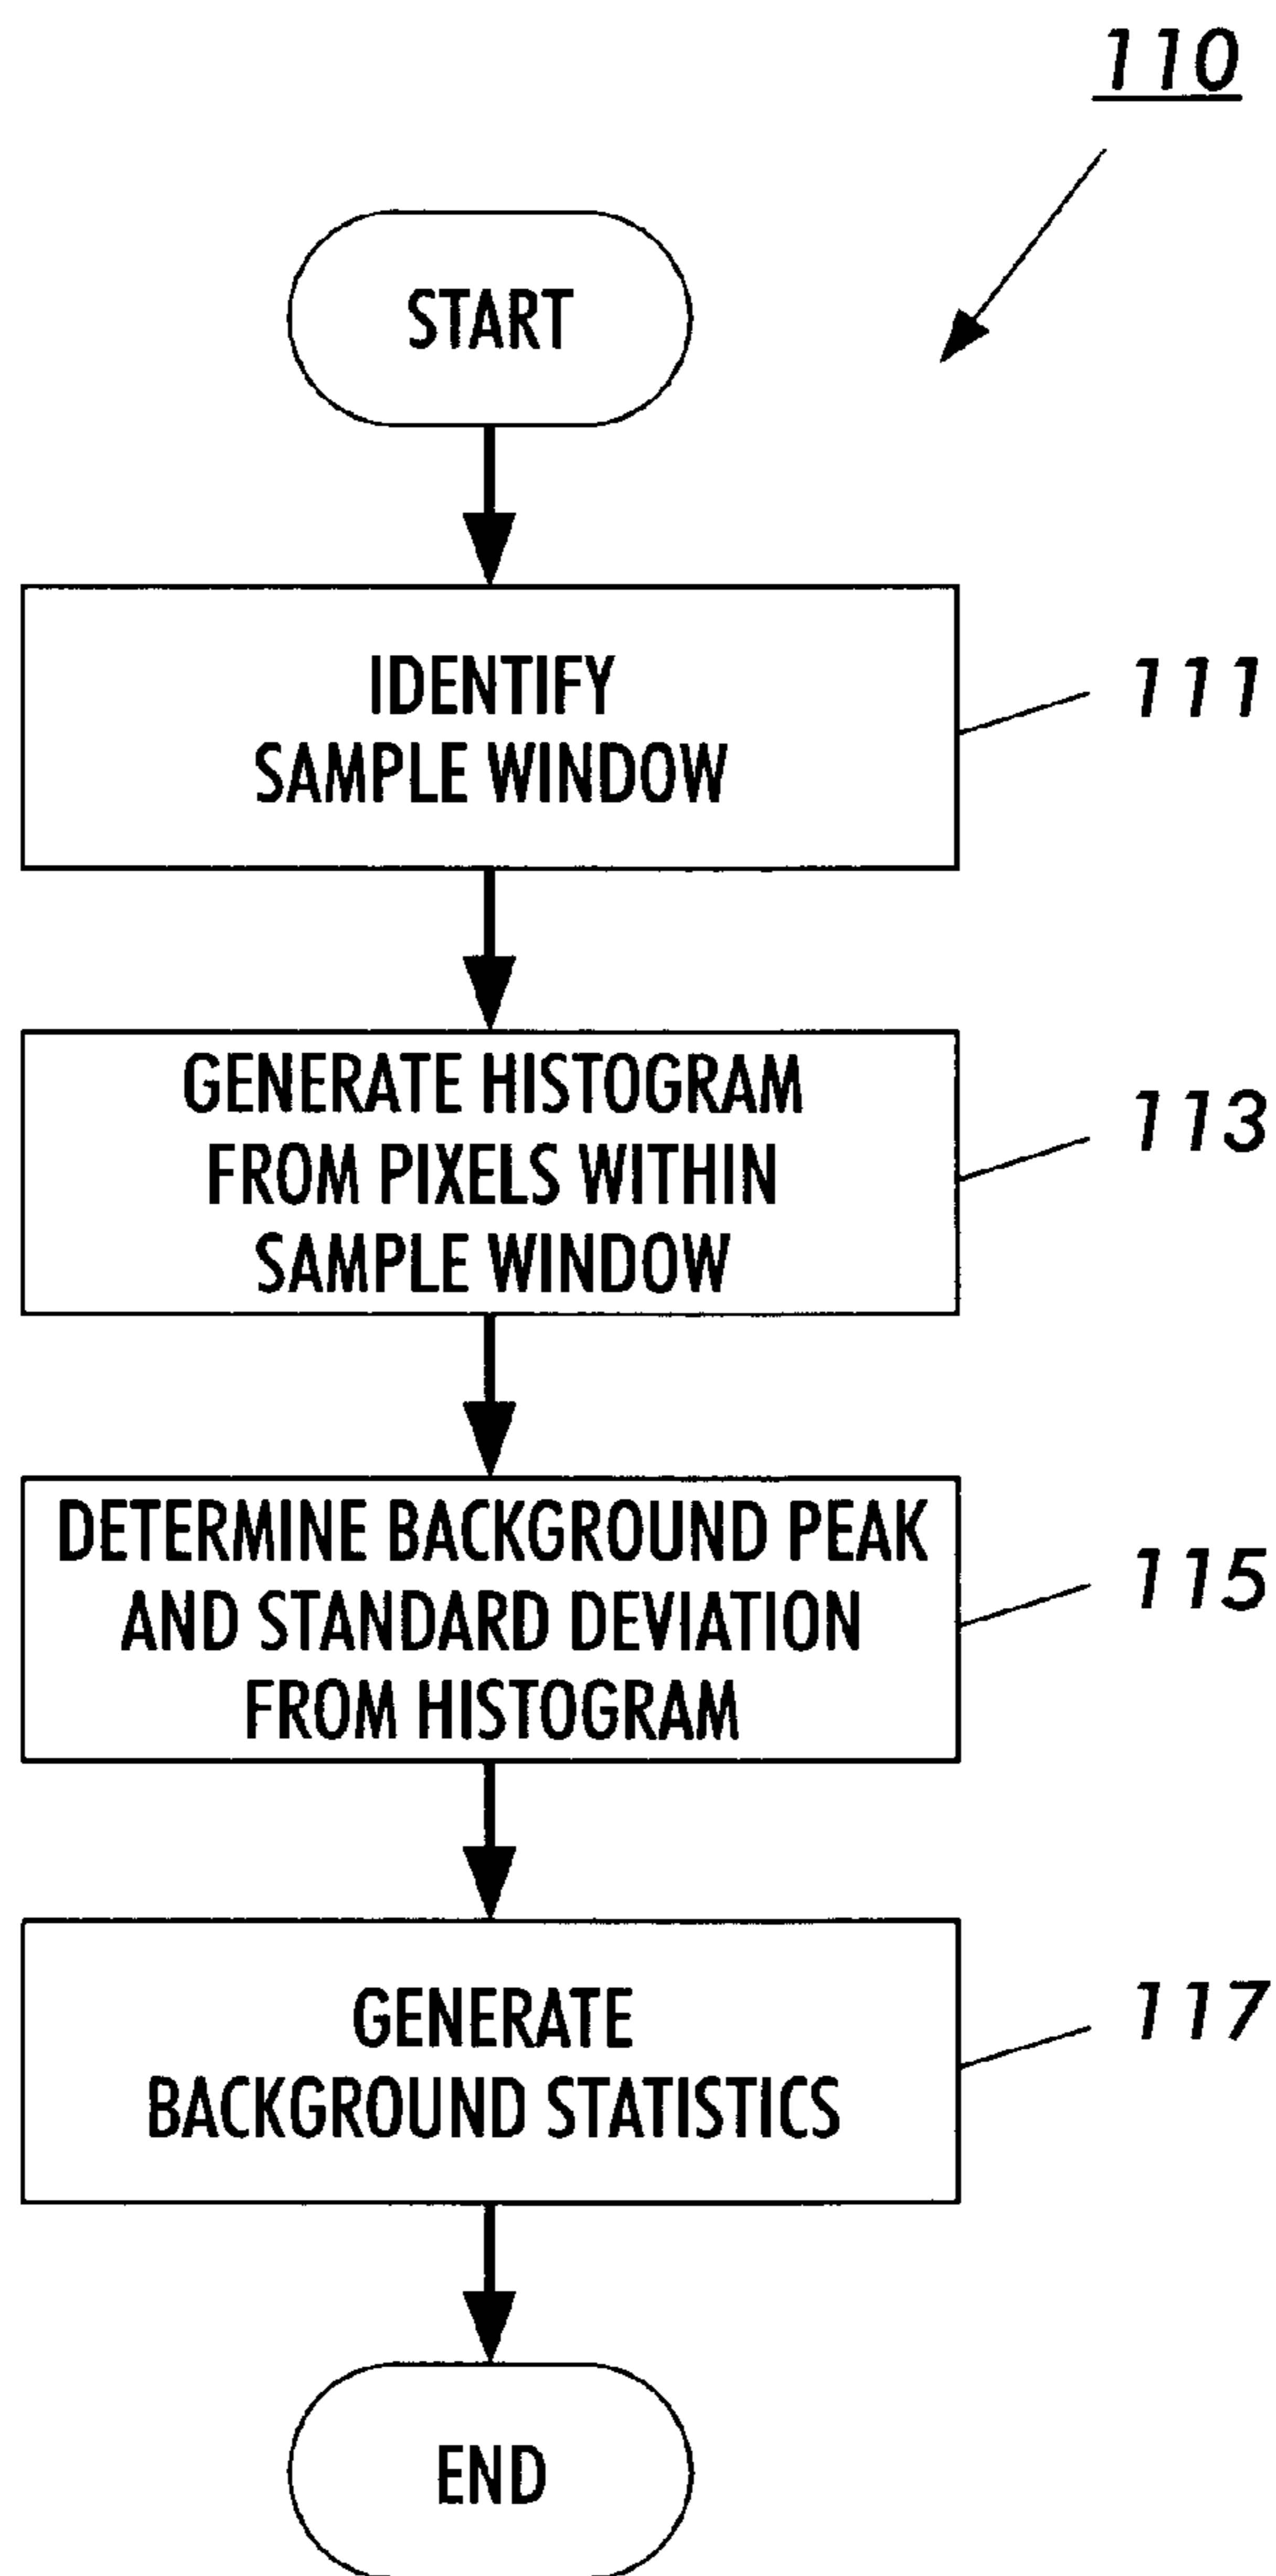 110
START
IDENTIFY
SAMPLE WINDOW
111
GENERATE HISTOGRAM
FROM PIXELS WITHIN
SAMPLE WINDOW
113
DETERMINE BACKGROUND PEAK
AND STANDARD DEVIATION
FROM HISTOGRAM
115
GENERATE
BACKGROUND STATISTICS
117
END